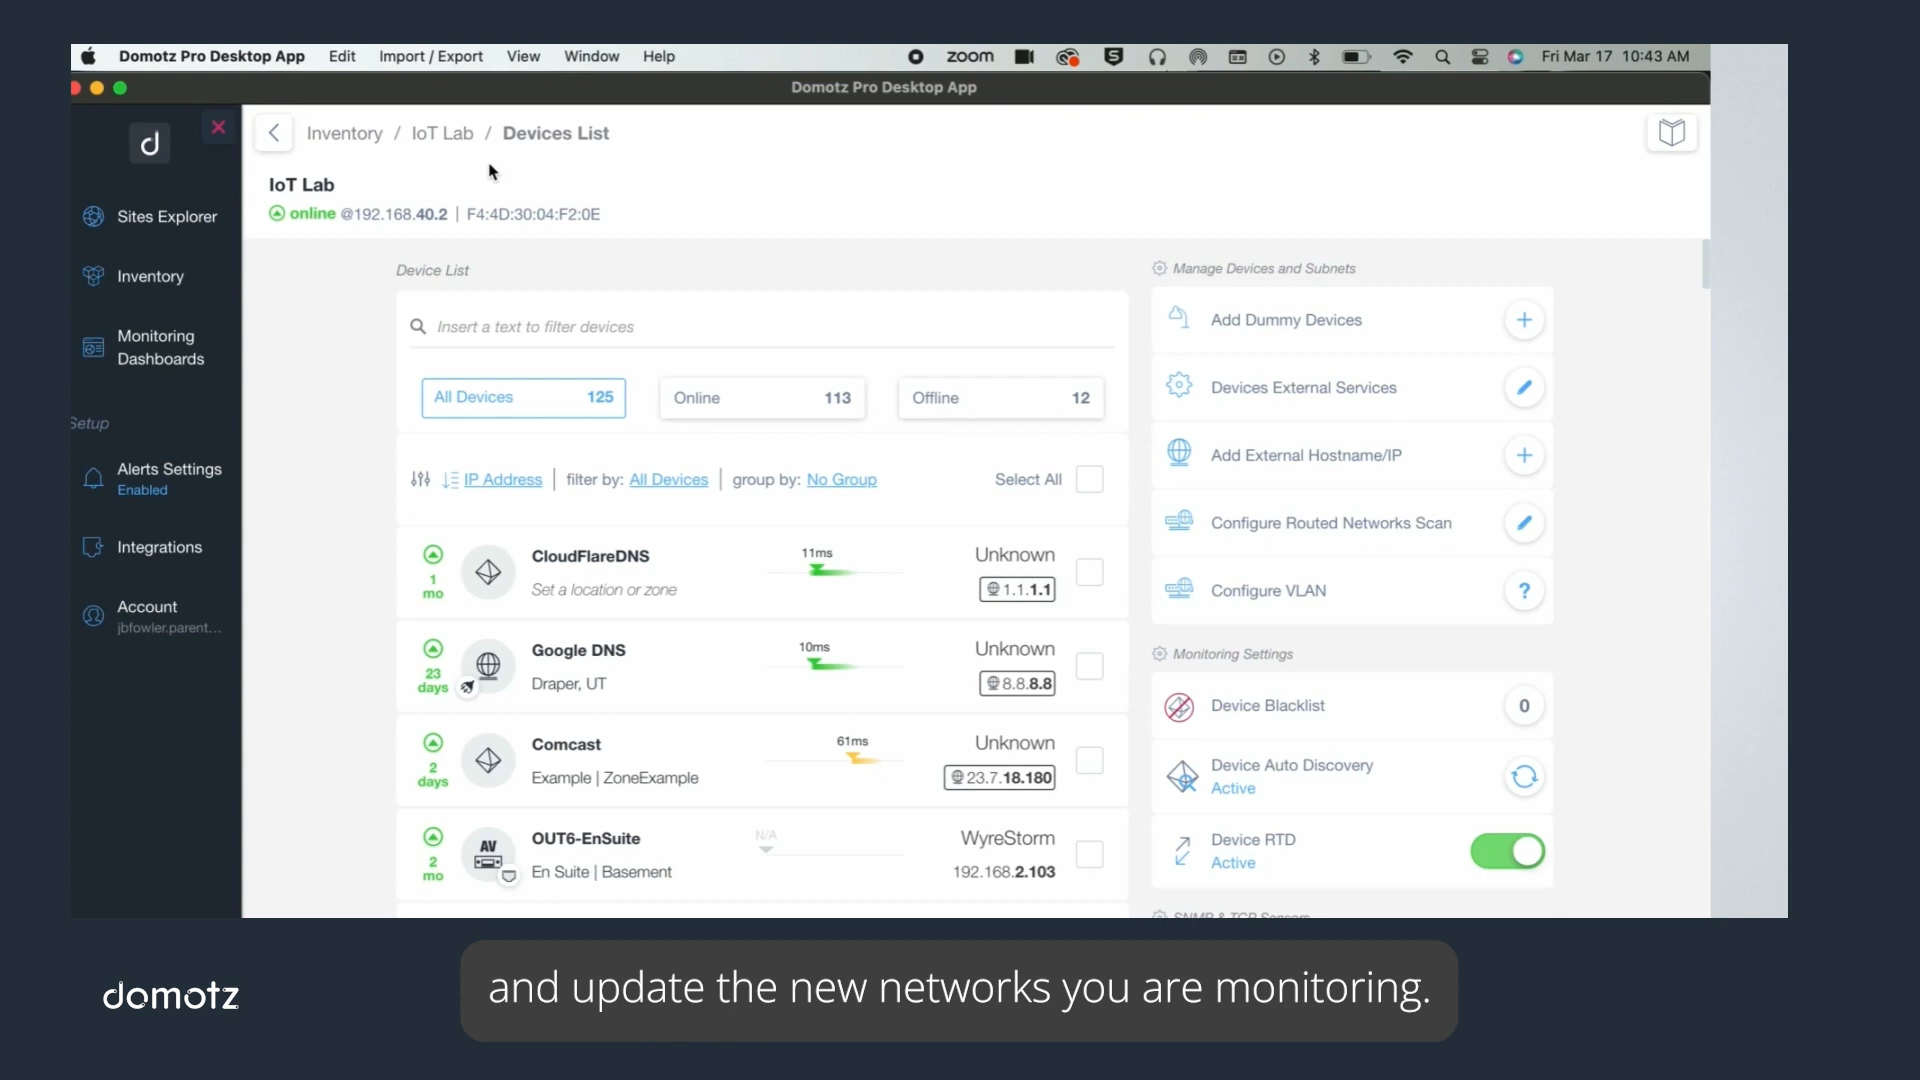 Domotz Pro Desktop App Edit Import / Export View Window Help zoom Fri Mar 17 10:43 AM
Domotz Pro Desktop App
Inventory / IoT Lab / Devices List
IoT Lab
online @192.168.40.2 | F4:4D:30:04:F2:0E
Sites Explorer
Inventory
Monitoring
Dashboards
Setup
Alerts Settings
Enabled
Integrations
Account
jbfowler.parent...
Device List
Insert a text to filter devices
All Devices 125 Online 113 Offline 12
IP Address | filter by: All Devices | group by: No Group Select All
1
mo
CloudFlareDNS
Set a location or zone
11ms
Unknown
1.1.1.1
23
days
Google DNS
Draper, UT
10ms
Unknown
8.8.8.8
2
days
Comcast
Example | ZoneExample
61ms
Unknown
23.7.18.180
2
mo
AV
OUT6-EnSuite
En Suite | Basement
N/A
WyreStorm
192.168.2.103
Manage Devices and Subnets
Add Dummy Devices
Devices External Services
Add External Hostname/IP
Configure Routed Networks Scan
Configure VLAN ?
Monitoring Settings
Device Blacklist 0
Device Auto Discovery
Active
Device RTD
Active
SNMP & TCP Sensors
domotz
and update the new networks you are monitoring.